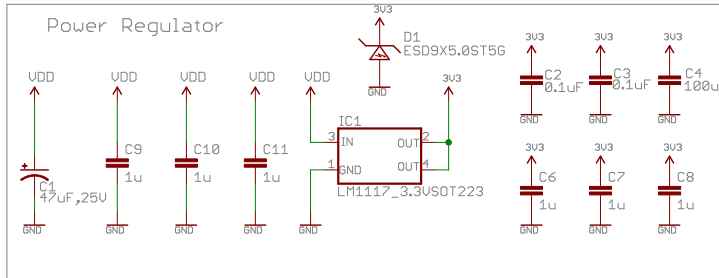 Power Regulator
3V3
D1
ESD9X5.0ST5G
GND
VDD
VDD
VDD
VDD
3V3
3V3
C2
0.1uF
GND
3V3
C3
0.1uF
GND
3V3
C4
100u
GND
C1
47uF,25V
GND
C9
1u
GND
C10
1u
GND
C11
1u
GND
IC1
3
IN
OUT
2
1
GND
OUT
4
LM1117_3.3VSOT223
GND
3V3
C6
1u
GND
3V3
C7
1u
GND
3V3
C8
1u
GND